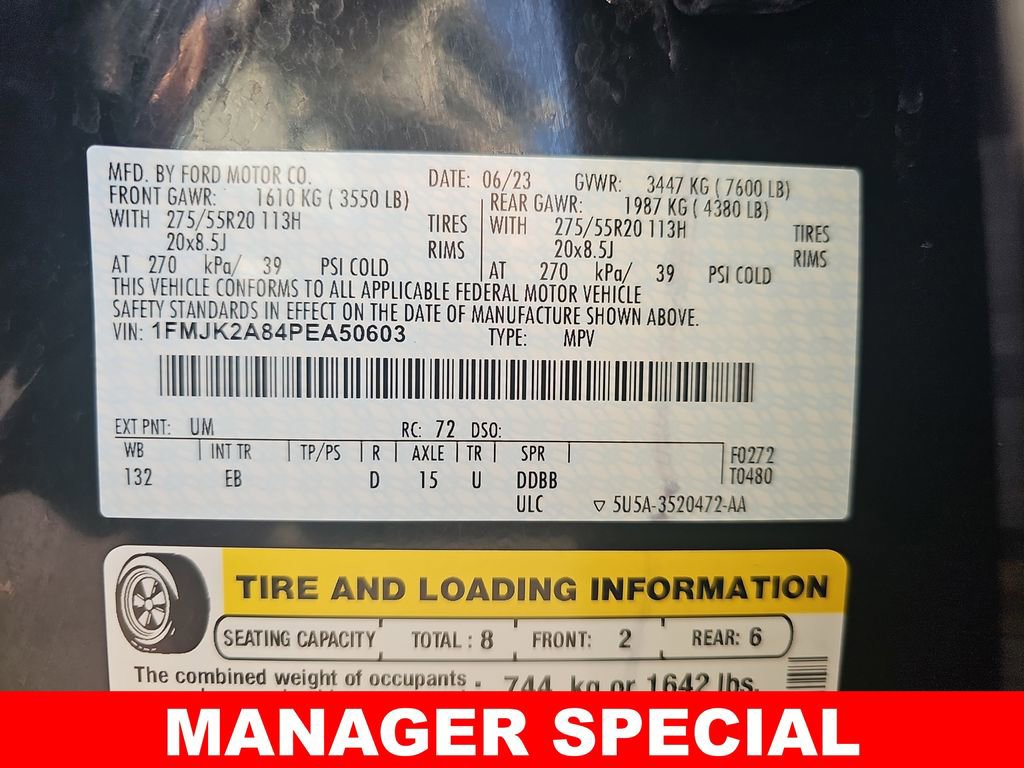 MFD. BY FORD MOTOR CO. DATE: 06/23 GVWR: 3447 KG ( 7600 LB)
FRONT GAWR: 1610 KG ( 3550 LB) REAR GAWR: 1987 KG ( 4380 LB)
WITH 275/55R20 113H TIRES WITH 275/55R20 113H TIRES
20x8.5J RIMS 20x8.5J RIMS
AT 270 kPa/ 39 PSI COLD AT 270 kPa/ 39 PSI COLD
THIS VEHICLE CONFORMS TO ALL APPLICABLE FEDERAL MOTOR VEHICLE
SAFETY STANDARDS IN EFFECT ON THE DATE OF MANUFACTURE SHOWN ABOVE.
VIN: 1FMJK2A84PEA50603 TYPE: MPV
EXT PNT: UM RC: 72 DSO:
WB INT TR TP/PS R AXLE TR SPR F0272
132 EB D 15 U DDBB T0480
ULC ▽ 5U5A-3520472-AA
TIRE AND LOADING INFORMATION
SEATING CAPACITY TOTAL : 8 FRONT: 2 REAR: 6
The combined weight of occupants 744 kg or 1642 lbs.
MANAGER SPECIAL